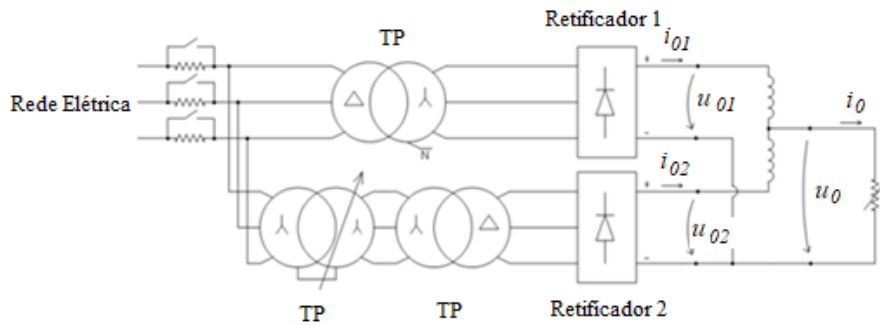 Retificador 1
TP
i01
Rede Elétrica
+
u01
i0
N
-
i02
+
u0
u02
-
TP
TP
Retificador 2